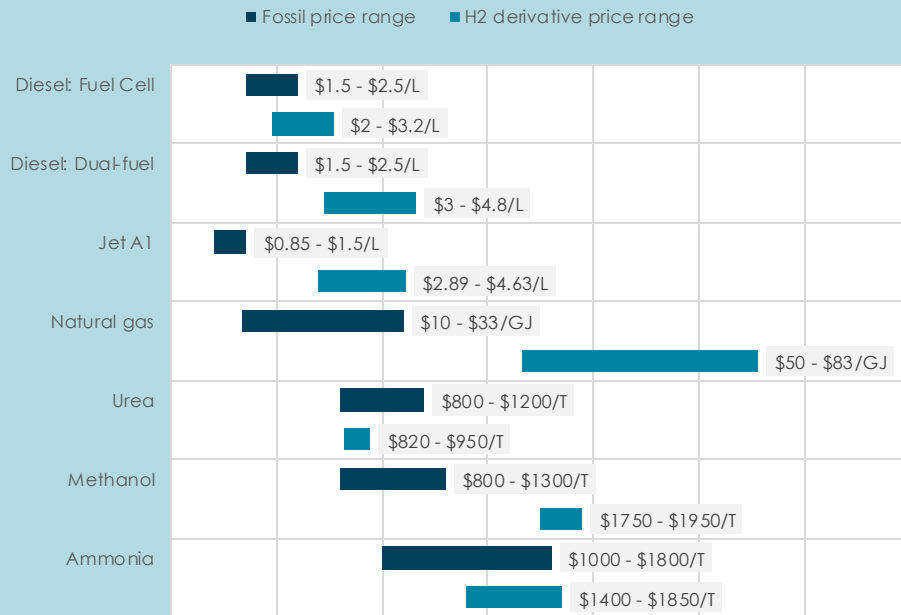 Fossil price range H2 derivative price range
Diesel: Fuel Cell $1.5 - $2.5/L
$2 - $3.2/L
Diesel: Dual-fuel $1.5 - $2.5/L
$3 - $4.8/L
Jet A1 $0.85 - $1.5/L
$2.89 - $4.63/L
Natural gas $10 - $33/GJ
$50 - $83/GJ
Urea $800 - $1200/T
$820 - $950/T
Methanol $800 - $1300/T
$1750 - $1950/T
Ammonia $1000 - $1800/T
$1400 - $1850/T